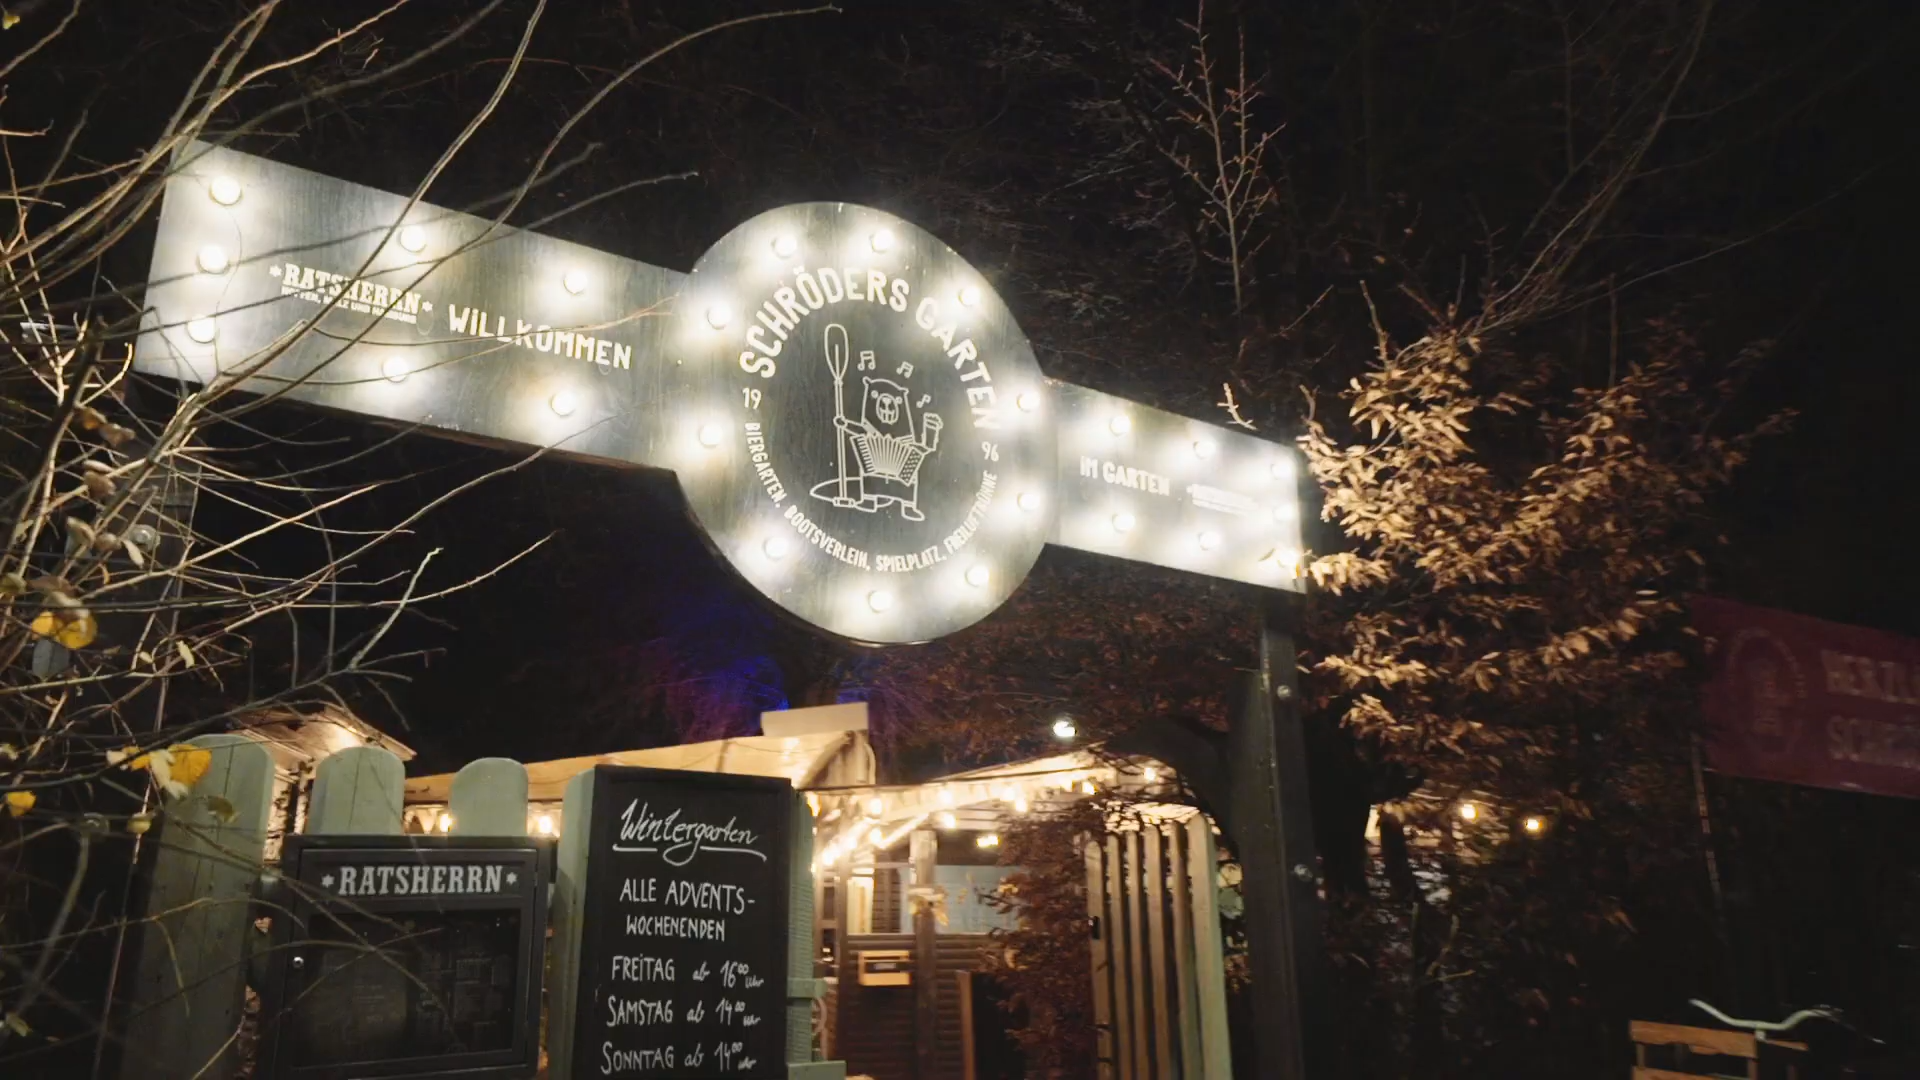 *RATSHERRN*
WILLKOMMEN
SCHRÖDERS GARTEN
19 96
BIERGARTEN, BOOTSVERLEIH, SPIELPLATZ, FREILUFTBÜHNE
IM GARTEN
*RATSHERRN*
Wintergarten
ALLE ADVENTS-
WOCHENENDEN
FREITAG ab 16⁰⁰ Uhr
SAMSTAG ab 14⁰⁰ Uhr
SONNTAG ab 14⁰⁰ Uhr